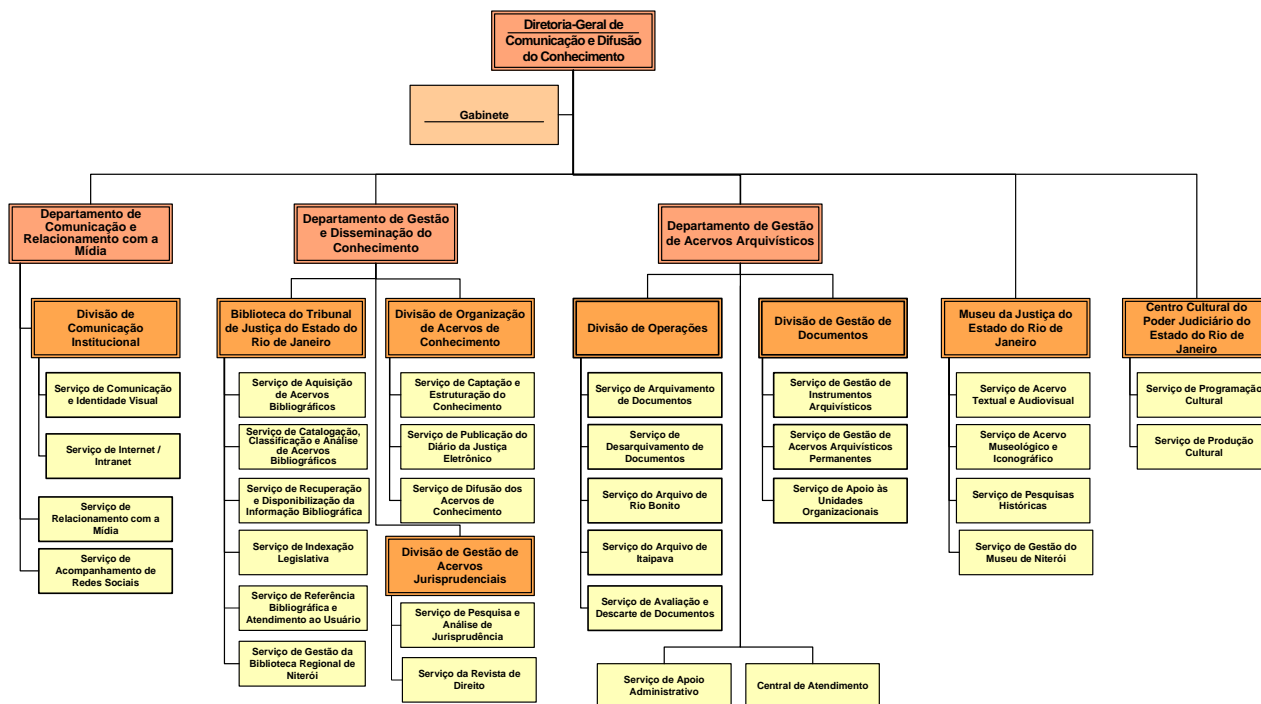 Diretoria-Geral de
Comunicação e Difusão
do Conhecimento
Gabinete
Departamento de
Comunicação e
Relacionamento com a
Mídia
Departamento de Gestão
e Disseminação do
Conhecimento
Departamento de Gestão
de Acervos Arquivísticos
Divisão de
Comunicação
Institucional
Biblioteca do Tribunal
de Justiça do Estado do
Rio de Janeiro
Divisão de Organização
de Acervos de
Conhecimento
Divisão de Operações
Divisão de Gestão de
Documentos
Museu da Justiça do
Estado do Rio de
Janeiro
Centro Cultural do
Poder Judiciário do
Estado do Rio de
Janeiro
Serviço de Comunicação
e Identidade Visual
Serviço de Internet /
Intranet
Serviço de
Relacionamento com a
Mídia
Serviço de
Acompanhamento de
Redes Sociais
Serviço de Aquisição
de Acervos
Bibliográficos
Serviço de Catalogação,
Classificação e Análise
de Acervos
Bibliográficos
Serviço de Recuperação
e Disponibilização da
Informação Bibliográfica
Serviço de Indexação
Legislativa
Serviço de Referência
Bibliográfica e
Atendimento ao Usuário
Serviço de Gestão da
Biblioteca Regional de
Niterói
Serviço de Captação e
Estruturação do
Conhecimento
Serviço de Publicação do
Diário da Justiça
Eletrônico
Serviço de Difusão dos
Acervos de
Conhecimento
Divisão de Gestão de
Acervos
Jurisprudenciais
Serviço de Pesquisa e
Análise de
Jurisprudência
Serviço da Revista de
Direito
Serviço de Arquivamento
de Documentos
Serviço de
Desarquivamento de
Documentos
Serviço do Arquivo de
Rio Bonito
Serviço do Arquivo de
Itaipava
Serviço de Avaliação e
Descarte de Documentos
Serviço de Gestão de
Instrumentos
Arquivísticos
Serviço de Gestão de
Acervos Arquivísticos
Permanentes
Serviço de Apoio às
Unidades
Organizacionais
Serviço de Apoio
Administrativo
Central de Atendimento
Serviço de Acervo
Textual e Audiovisual
Serviço de Acervo
Museológico e
Iconográfico
Serviço de Pesquisas
Históricas
Serviço de Gestão do
Museu de Niterói
Serviço de Programação
Cultural
Serviço de Produção
Cultural